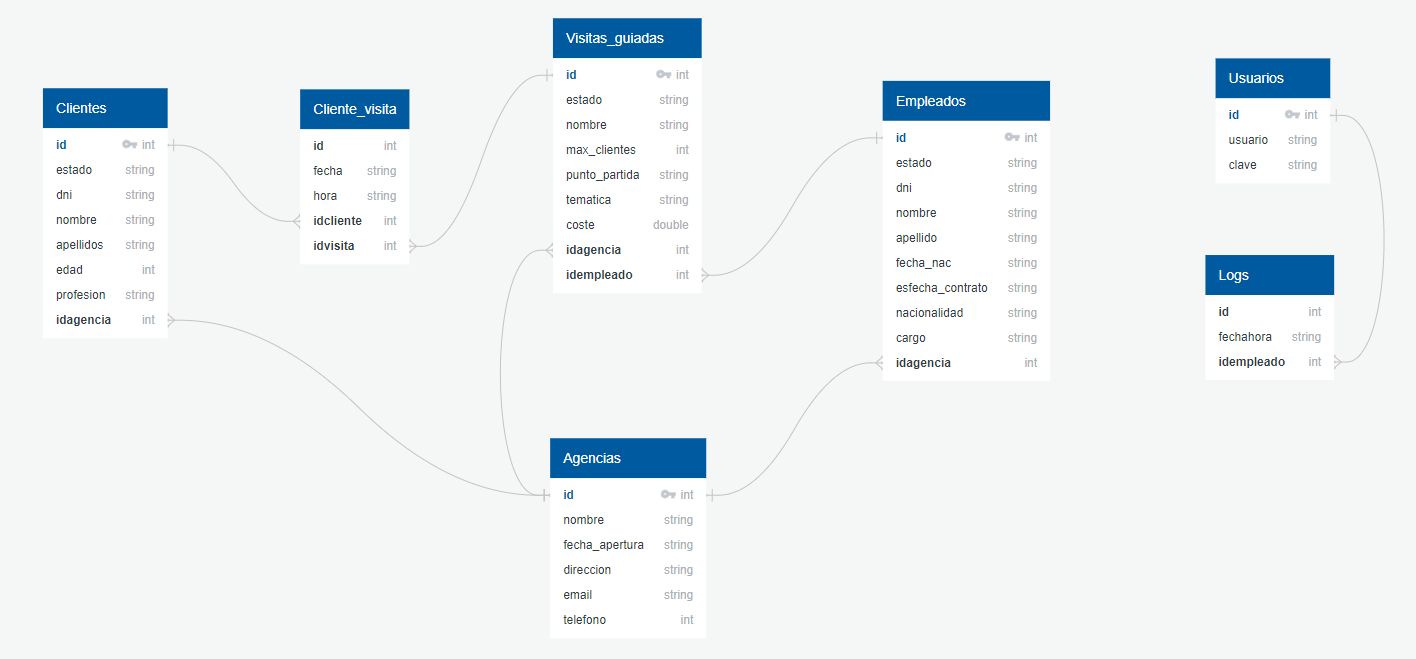 Clientes
id int
estado string
dni string
nombre string
apellidos string
edad int
profesion string
idagencia int
Cliente_visita
id int
fecha string
hora string
idcliente int
idvisita int
Visitas_guiadas
id int
estado string
nombre string
max_clientes int
punto_partida string
tematica string
coste double
idagencia int
idempleado int
Empleados
id int
estado string
dni string
nombre string
apellido string
fecha_nac string
esfecha_contrato string
nacionalidad string
cargo string
idagencia int
Usuarios
id int
usuario string
clave string
Logs
id int
fechahora string
idempleado int
Agencias
id int
nombre string
fecha_apertura string
direccion string
email string
telefono int